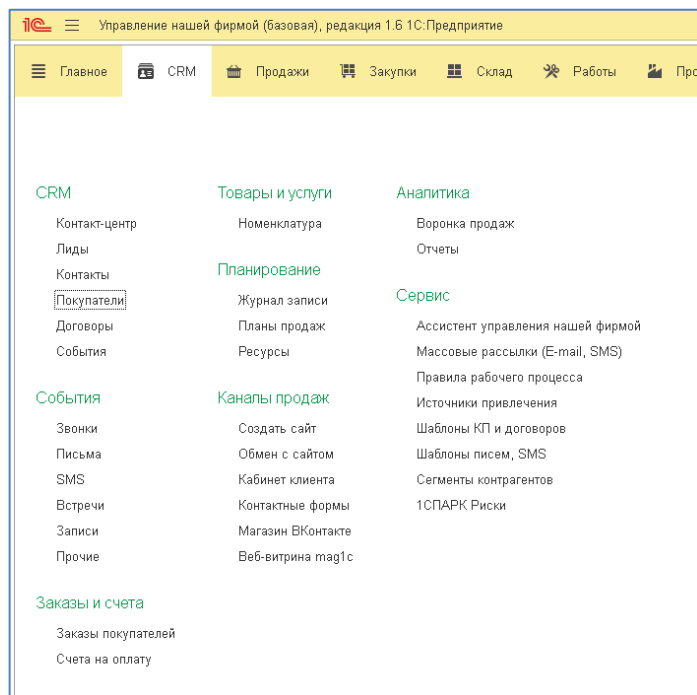 1С Управление нашей фирмой (базовая), редакция 1.6 1С:Предприятие
Главное CRM Продажи Закупки Склад Работы Про
CRM
Контакт-центр
Лиды
Контакты
Покупатели
Договоры
События
События
Звонки
Письма
SMS
Встречи
Записи
Прочие
Заказы и счета
Заказы покупателей
Счета на оплату
Товары и услуги
Номенклатура
Планирование
Журнал записи
Планы продаж
Ресурсы
Каналы продаж
Создать сайт
Обмен с сайтом
Кабинет клиента
Контактные формы
Магазин ВКонтакте
Веб-витрина mag1c
Аналитика
Воронка продаж
Отчеты
Сервис
Ассистент управления нашей фирмой
Массовые рассылки (E-mail, SMS)
Правила рабочего процесса
Источники привлечения
Шаблоны КП и договоров
Шаблоны писем, SMS
Сегменты контрагентов
1СПАРК Риски